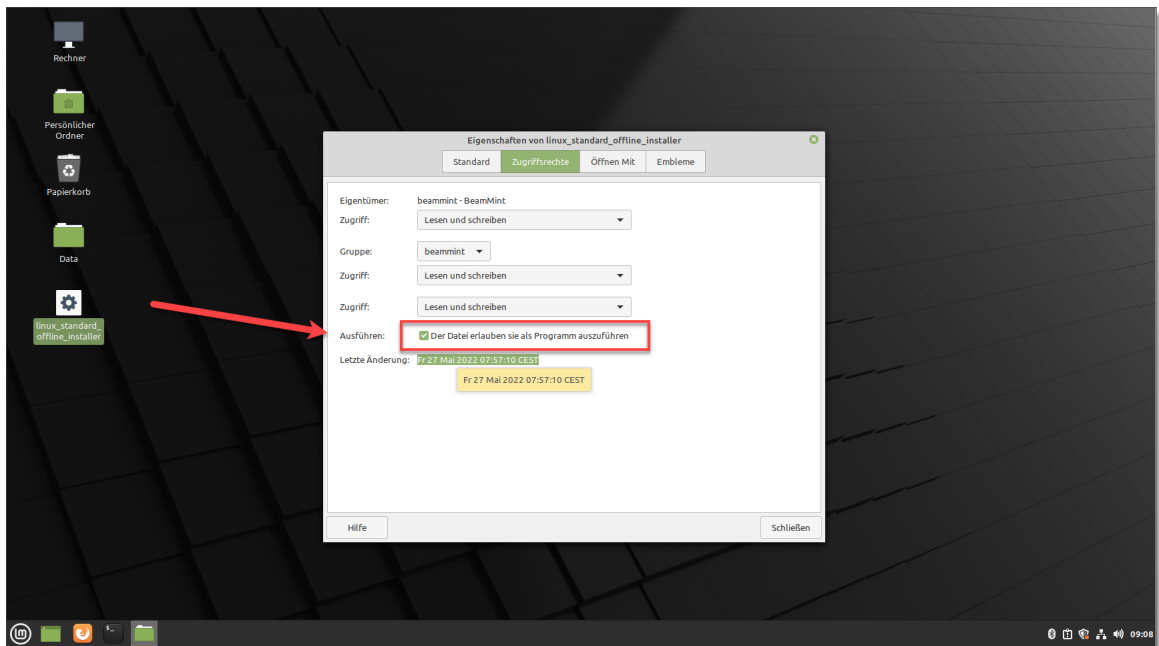 Rechner
Persönlicher
Ordner
Papierkorb
Data
linux_standard_
offline_installer
Eigenschaften von linux_standard_offline_installer
Standard Zugriffsrechte Öffnen Mit Embleme
Eigentümer: beammint - BeamMint
Zugriff: Lesen und schreiben
Gruppe: beammint
Zugriff: Lesen und schreiben
Zugriff: Lesen und schreiben
Ausführen: Der Datei erlauben sie als Programm auszuführen
Letzte Änderung: Fr 27 Mai 2022 07:57:10 CEST
Fr 27 Mai 2022 07:57:10 CEST
Hilfe Schließen
09:08